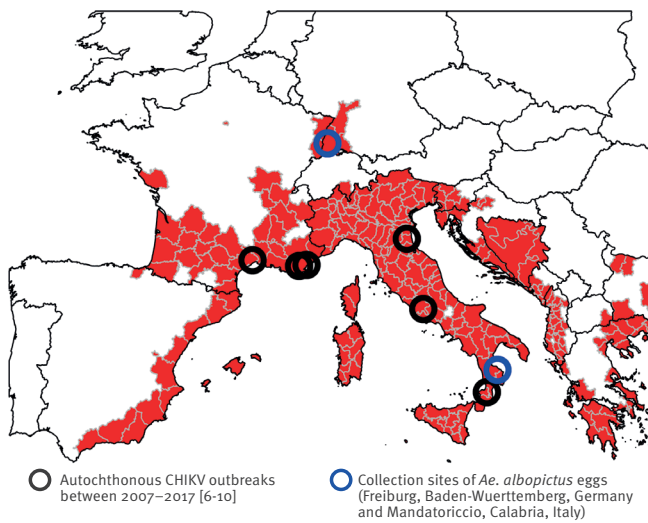 Autochthonous CHIKV outbreaks
between 2007–2017 [6-10]
Collection sites of Ae. albopictus eggs
(Freiburg, Baden-Wuerttemberg, Germany
and Mandatoriccio, Calabria, Italy)